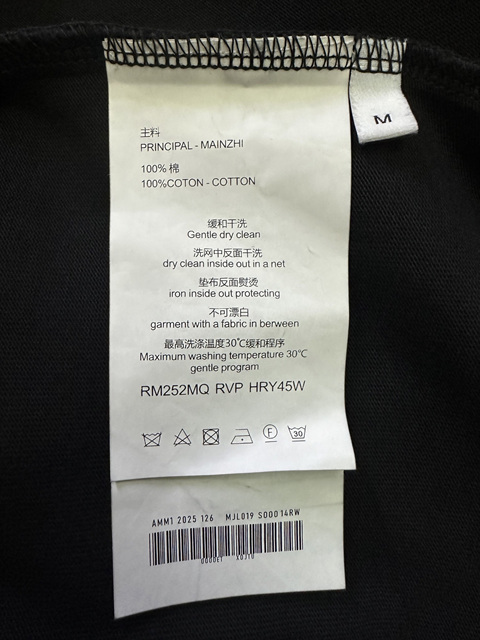 M
主料
PRINCIPAL - MAINZHI
100% 棉
100%COTON - COTTON
缓和干洗
Gentle dry clean
洗网中反面干洗
dry clean inside out in a net
垫布反面熨烫
iron inside out protecting
不可漂白
garment with a fabric in berween
最高洗涤温度30℃缓和程序
Maximum washing temperature 30℃
gentle program
RM252MQ RVP HRY45W
F 30
AMM1 2025 126 MJL019 S000 14RW